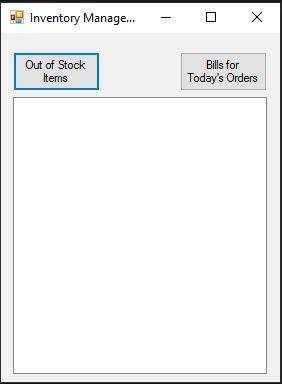 Inventory Manage...
Out of Stock
Items
Bills for
Today's Orders